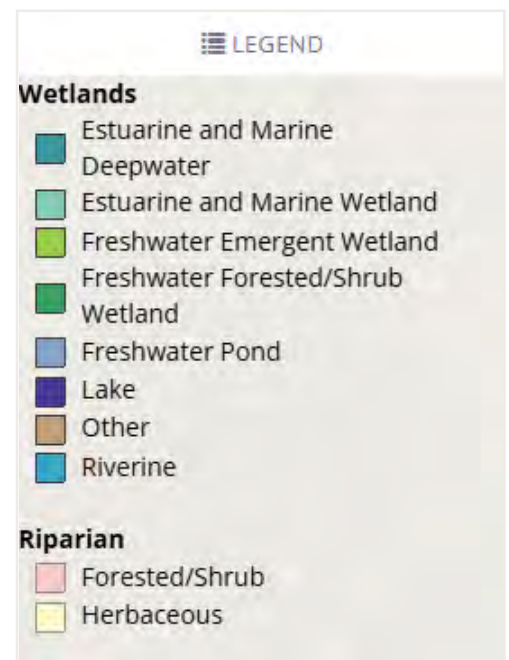 LEGEND
Wetlands
Estuarine and Marine
Deepwater
Estuarine and Marine Wetland
Freshwater Emergent Wetland
Freshwater Forested/Shrub
Wetland
Freshwater Pond
Lake
Other
Riverine
Riparian
Forested/Shrub
Herbaceous